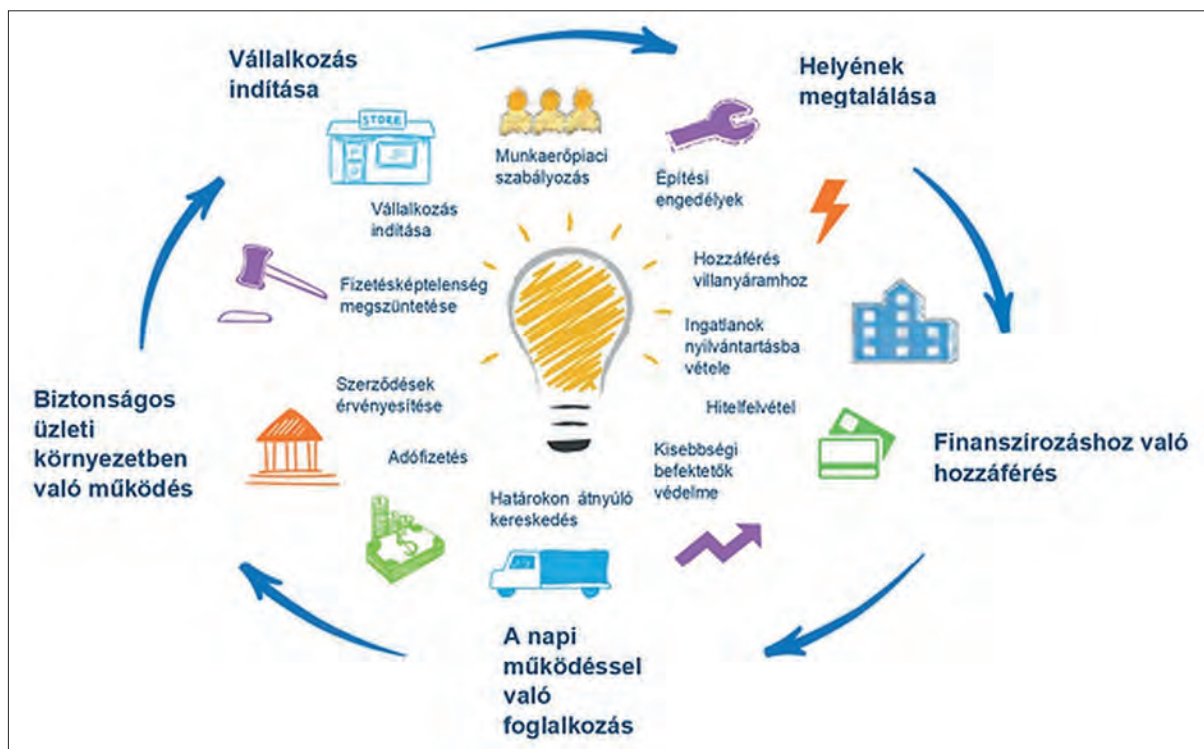 Vállalkozás
indítása
Helyének
megtalálása
STORE
Munkaerőpiaci
szabályozás
Építési
engedélyek
Vállalkozás
indítása
Hozzáférés
villanyáramhoz
Fizetésképtelenség
megszüntetése
Ingatlanok
nyilvántartásba
vétele
Szerződések
érvényesítése
Hitelfelvétel
Biztonságos
üzleti
környezetben
való működés
Finanszírozáshoz való
hozzáférés
Adófizetés
Kisebbségi
befektetők
védelme
Határokon átnyúló
kereskedés
A napi
működéssel
való
foglalkozás